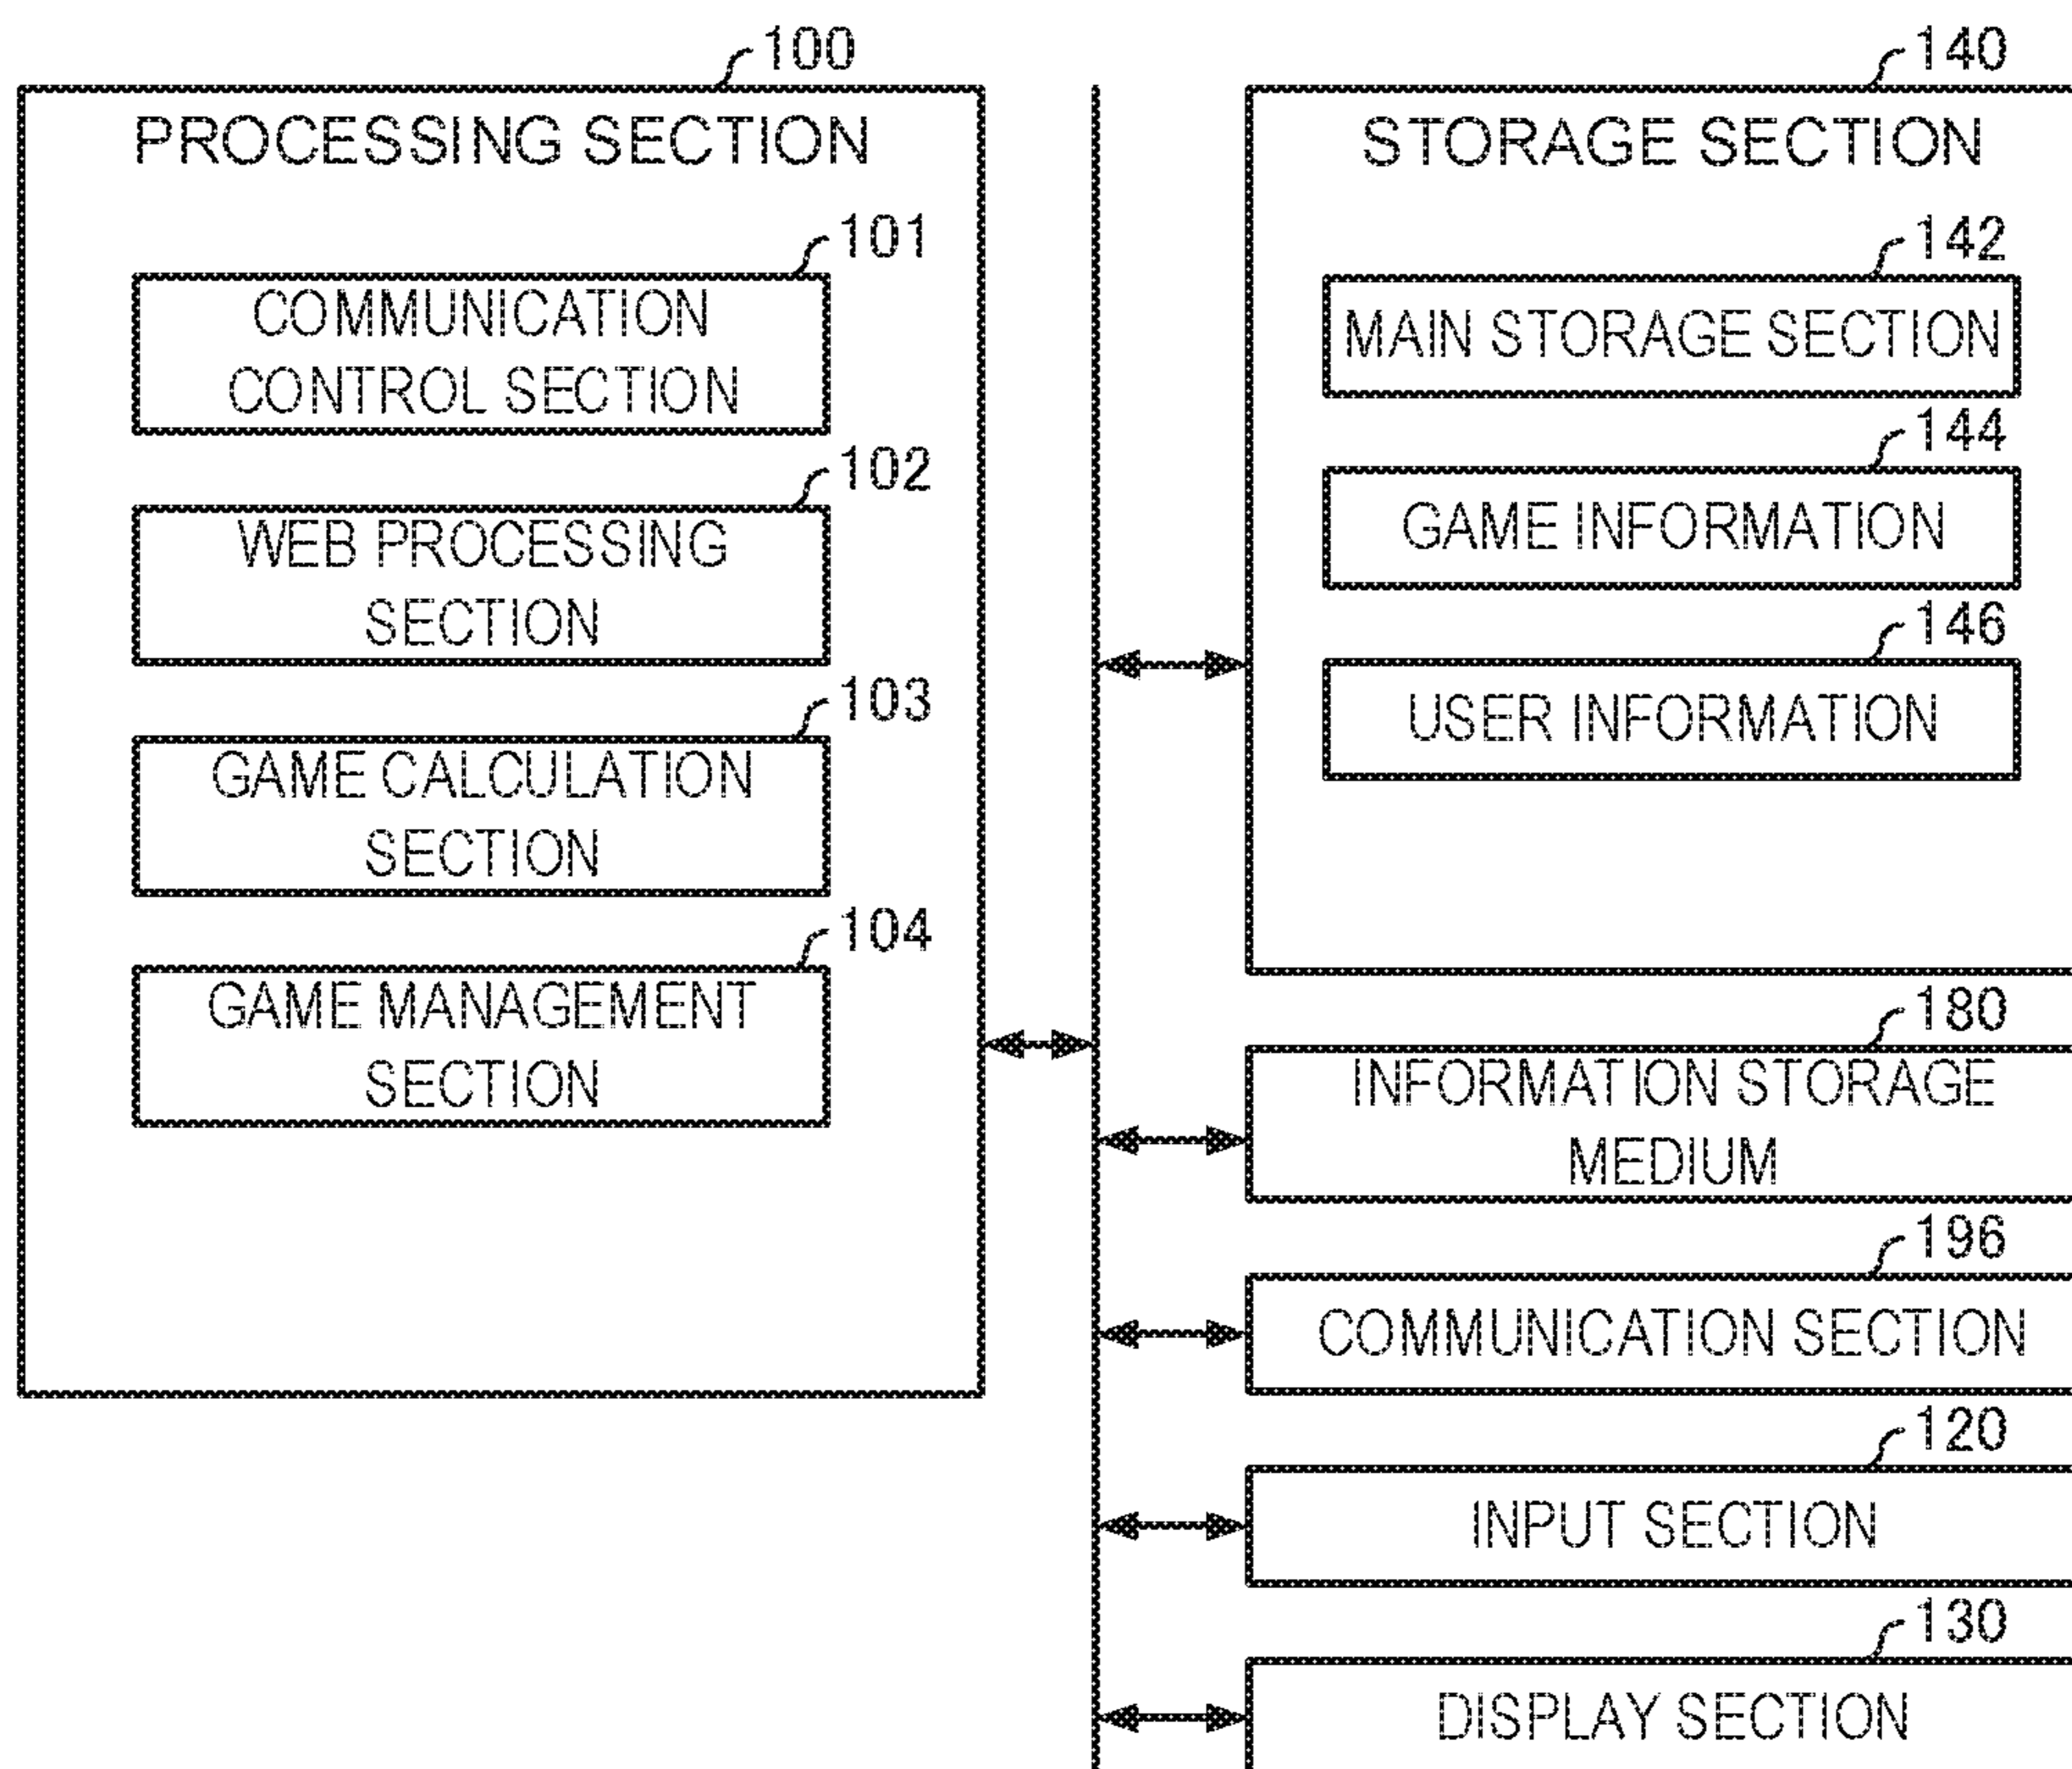 100
PROCESSING SECTION
101
COMMUNICATION
CONTROL SECTION
102
WEB PROCESSING
SECTION
103
GAME CALCULATION
SECTION
104
GAME MANAGEMENT
SECTION
140
STORAGE SECTION
142
MAIN STORAGE SECTION
144
GAME INFORMATION
146
USER INFORMATION
180
INFORMATION STORAGE
MEDIUM
196
COMMUNICATION SECTION
120
INPUT SECTION
130
DISPLAY SECTION